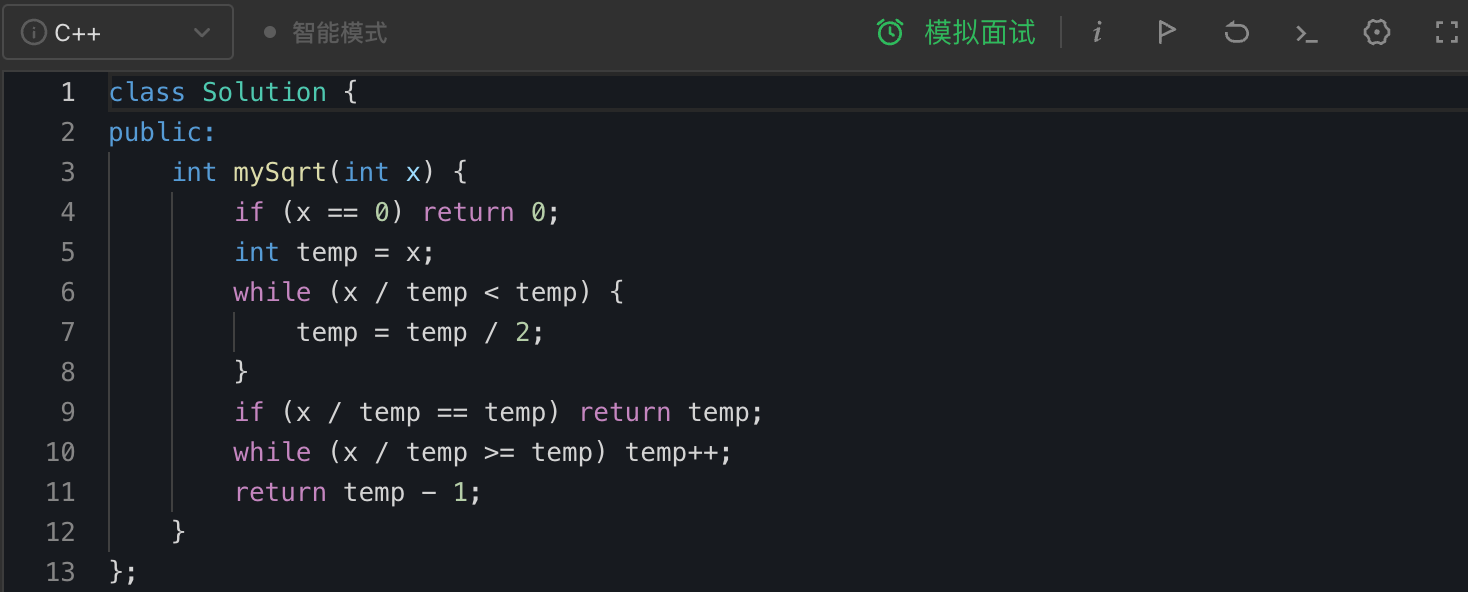 C++ 智能模式 模拟面试 i
1 class Solution {
2 public:
3     int mySqrt(int x) {
4         if (x == 0) return 0;
5         int temp = x;
6         while (x / temp < temp) {
7             temp = temp / 2;
8         }
9         if (x / temp == temp) return temp;
10         while (x / temp >= temp) temp++;
11         return temp - 1;
12     }
13 };